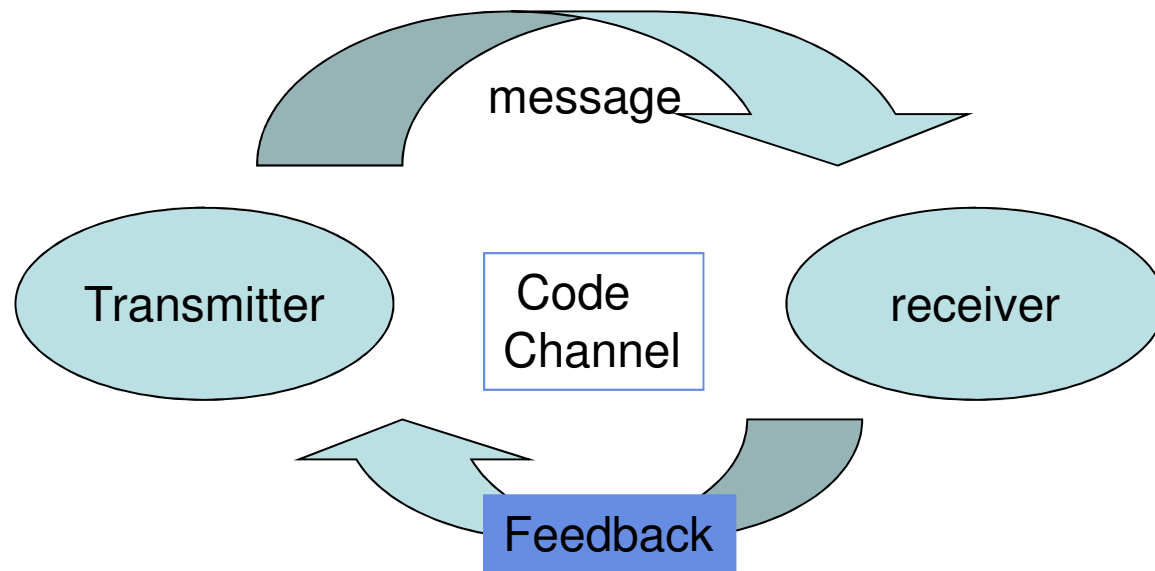 message
Transmitter
Code
Channel
receiver
Feedback